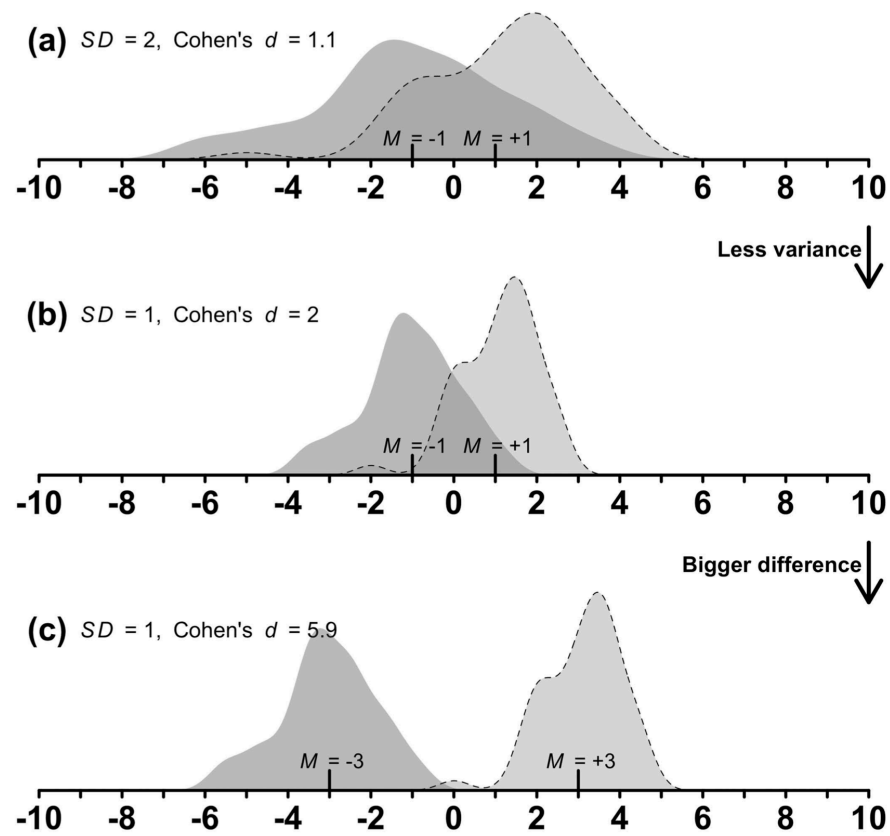 (a) SD = 2, Cohen's d = 1.1
M = -1 M = +1
-10 -8 -6 -4 -2 0 2 4 6 8 10
Less variance
(b) SD = 1, Cohen's d = 2
M = -1 M = +1
-10 -8 -6 -4 -2 0 2 4 6 8 10
Bigger difference
(c) SD = 1, Cohen's d = 5.9
M = -3 M = +3
-10 -8 -6 -4 -2 0 2 4 6 8 10